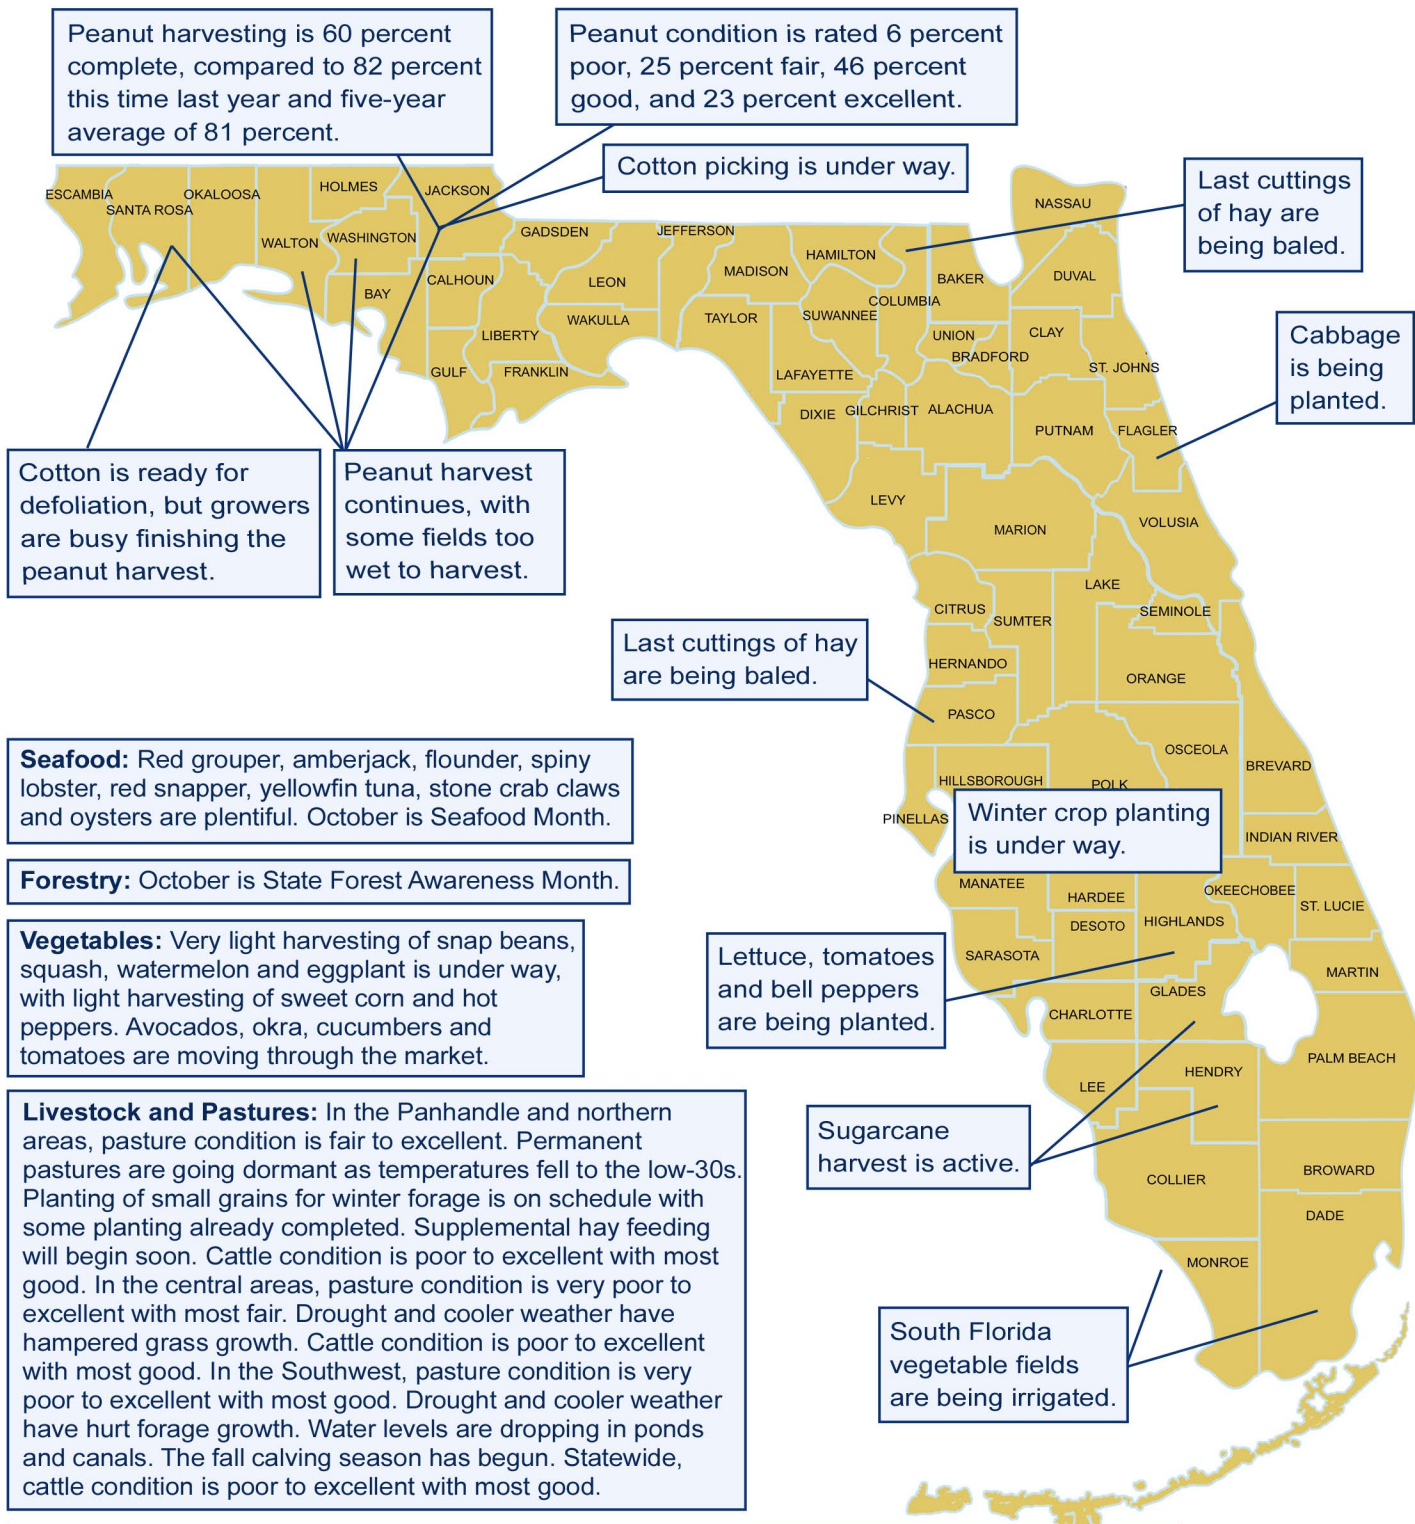 Peanut harvesting is 60 percent
complete, compared to 82 percent
this time last year and five-year
average of 81 percent.
Peanut condition is rated 6 percent
poor, 25 percent fair, 46 percent
good, and 23 percent excellent.
Cotton picking is under way.
Last cuttings
of hay are
being baled.
Cabbage
is being
planted.
ESCAMBIA
SANTA ROSA
OKALOOSA
WALTON
HOLMES
WASHINGTON
JACKSON
BAY
CALHOUN
GULF
GADSDEN
LIBERTY
FRANKLIN
LEON
WAKULLA
JEFFERSON
MADISON
TAYLOR
HAMILTON
SUWANNEE
LAFAYETTE
DIXIE
COLUMBIA
GILCHRIST
BAKER
UNION
BRADFORD
ALACHUA
NASSAU
DUVAL
CLAY
ST. JOHNS
PUTNAM
FLAGLER
LEVY
MARION
VOLUSIA
Cotton is ready for
defoliation, but growers
are busy finishing the
peanut harvest.
Peanut harvest
continues, with
some fields too
wet to harvest.
CITRUS
SUMTER
LAKE
SEMINOLE
HERNANDO
ORANGE
PASCO
Last cuttings of hay
are being baled.
OSCEOLA
BREVARD
HILLSBOROUGH
POLK
PINELLAS
INDIAN RIVER
Winter crop planting
is under way.
MANATEE
HARDEE
HIGHLANDS
OKEECHOBEE
ST. LUCIE
SARASOTA
DESOTO
MARTIN
CHARLOTTE
GLADES
LEE
HENDRY
PALM BEACH
COLLIER
BROWARD
DADE
MONROE
Seafood: Red grouper, amberjack, flounder, spiny
lobster, red snapper, yellowfin tuna, stone crab claws
and oysters are plentiful. October is Seafood Month.
Forestry: October is State Forest Awareness Month.
Vegetables: Very light harvesting of snap beans,
squash, watermelon and eggplant is under way,
with light harvesting of sweet corn and hot
peppers. Avocados, okra, cucumbers and
tomatoes are moving through the market.
Lettuce, tomatoes
and bell peppers
are being planted.
Sugarcane
harvest is active.
South Florida
vegetable fields
are being irrigated.
Livestock and Pastures: In the Panhandle and northern
areas, pasture condition is fair to excellent. Permanent
pastures are going dormant as temperatures fell to the low-30s.
Planting of small grains for winter forage is on schedule with
some planting already completed. Supplemental hay feeding
will begin soon. Cattle condition is poor to excellent with most
good. In the central areas, pasture condition is very poor to
excellent with most fair. Drought and cooler weather have
hampered grass growth. Cattle condition is poor to excellent
with most good. In the Southwest, pasture condition is very
poor to excellent with most good. Drought and cooler weather
have hurt forage growth. Water levels are dropping in ponds
and canals. The fall calving season has begun. Statewide,
cattle condition is poor to excellent with most good.